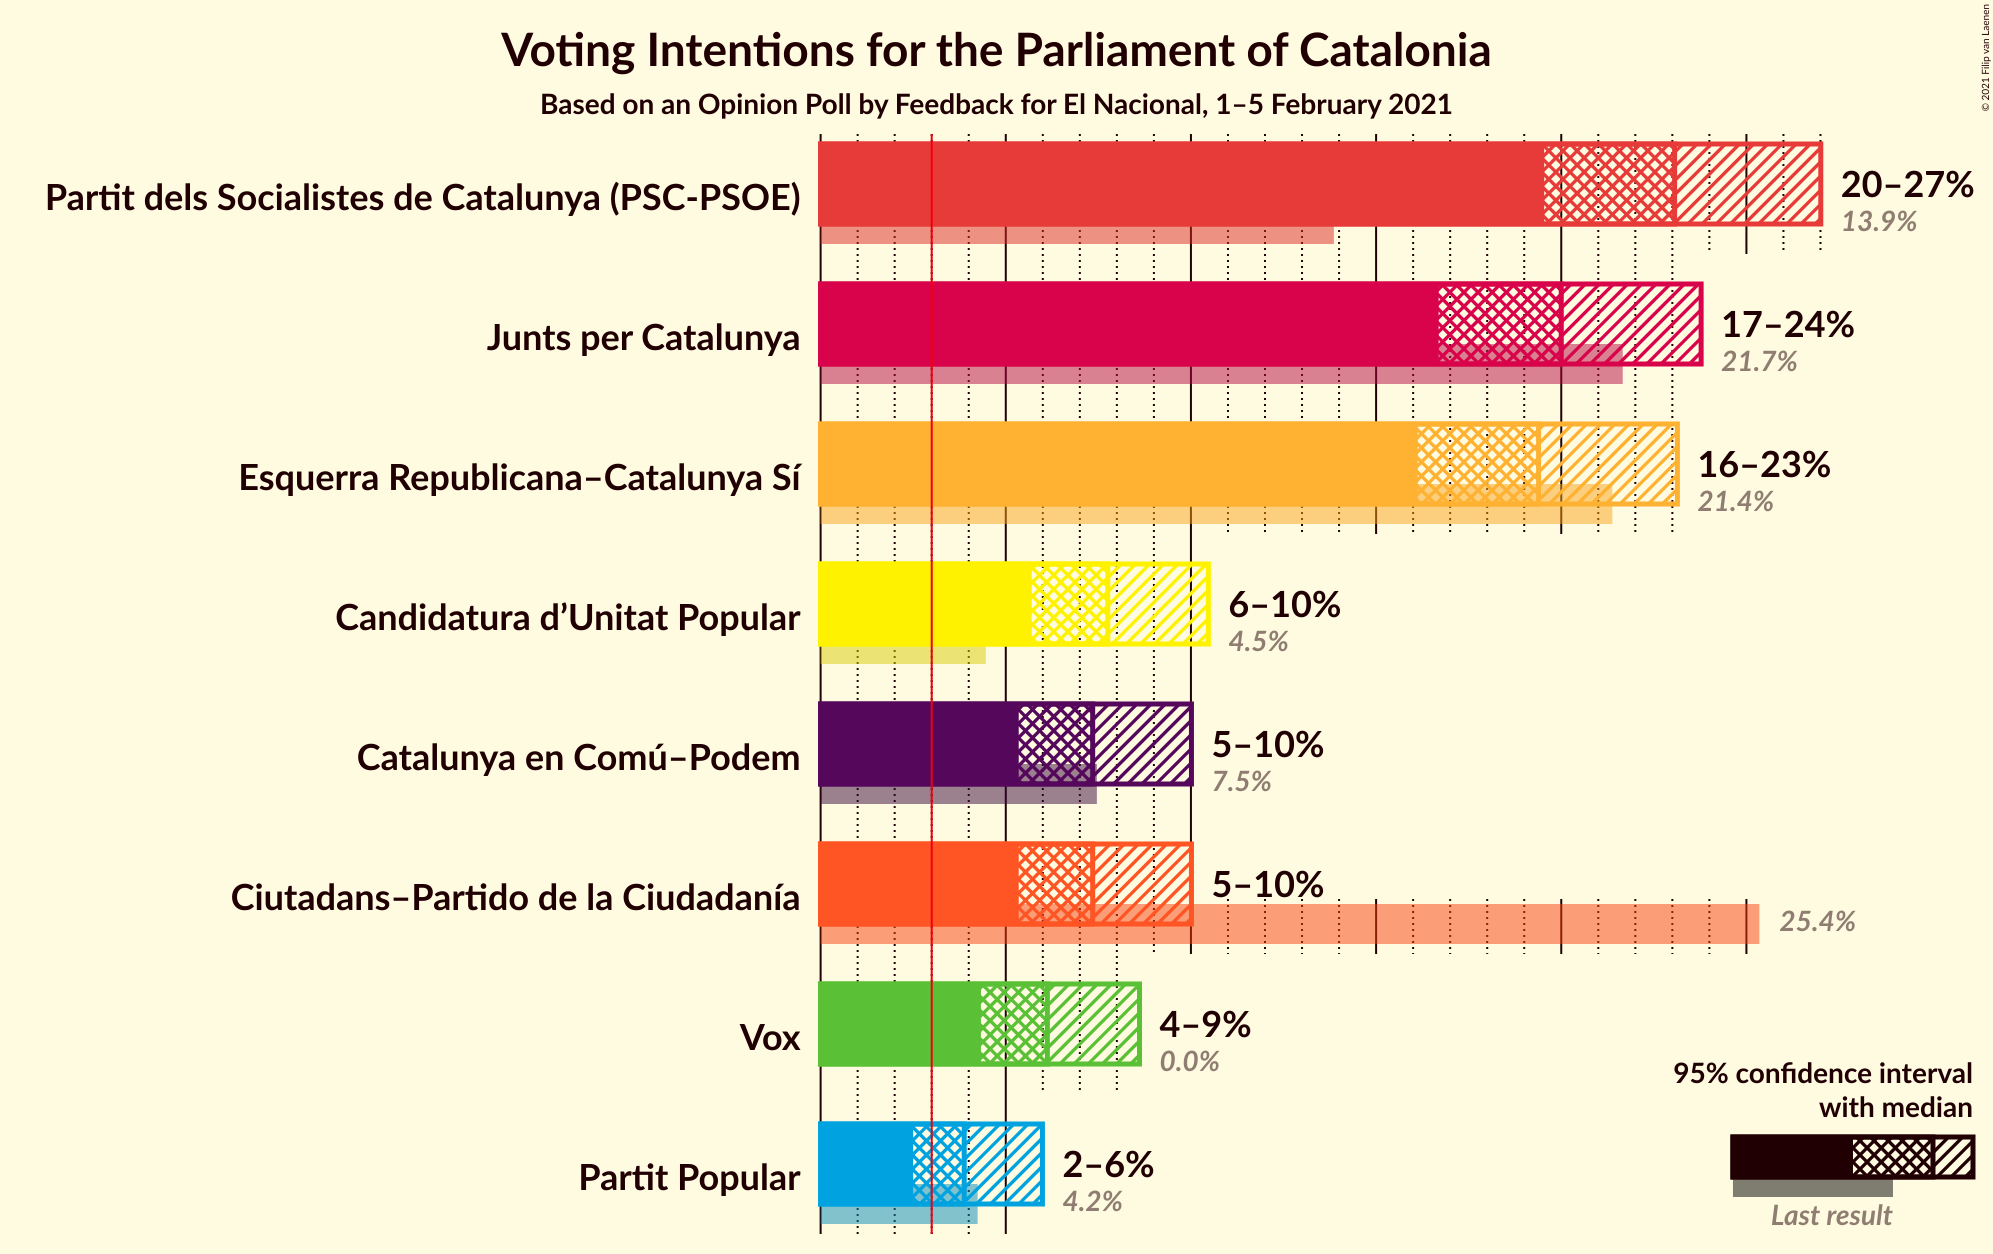 Voting Intentions for the Parliament of Catalonia
Based on an Opinion Poll by Feedback for El Nacional, 1–5 February 2021
© 2021 Filip van Laenen
Partit dels Socialistes de Catalunya (PSC-PSOE)
20–27%
13.9%
Junts per Catalunya
17–24%
21.7%
Esquerra Republicana–Catalunya Sí
16–23%
21.4%
Candidatura d’Unitat Popular
6–10%
4.5%
Catalunya en Comú–Podem
5–10%
7.5%
Ciutadans–Partido de la Ciudadanía
5–10%
25.4%
Vox
4–9%
0.0%
Partit Popular
2–6%
4.2%
95% confidence interval
with median
Last result